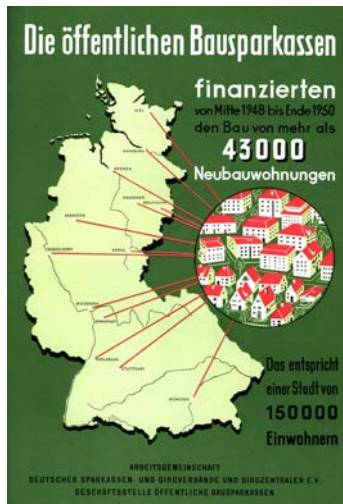 Die öffentlichen Bausparkassen
finanzierten
von Mitte 1948 bis Ende 1950
den Bau von mehr als
43000
Neubauwohnungen
KIEL
HAMBURG
BREMEN
HANNOVER
MÜNSTER
DÜSSELDORF
KASSEL
WIESBADEN
KARLSRUHE
STUTTGART
MÜNCHEN
Das entspricht
einer Stadt von
150000
Einwohnern
ARBEITSGEMEINSCHAFT
DEUTSCHER SPARKASSEN- UND GIROVERBÄNDE UND GIROZENTRALEN E.V.
GESCHÄFTSSTELLE ÖFFENTLICHE BAUSPARKASSEN